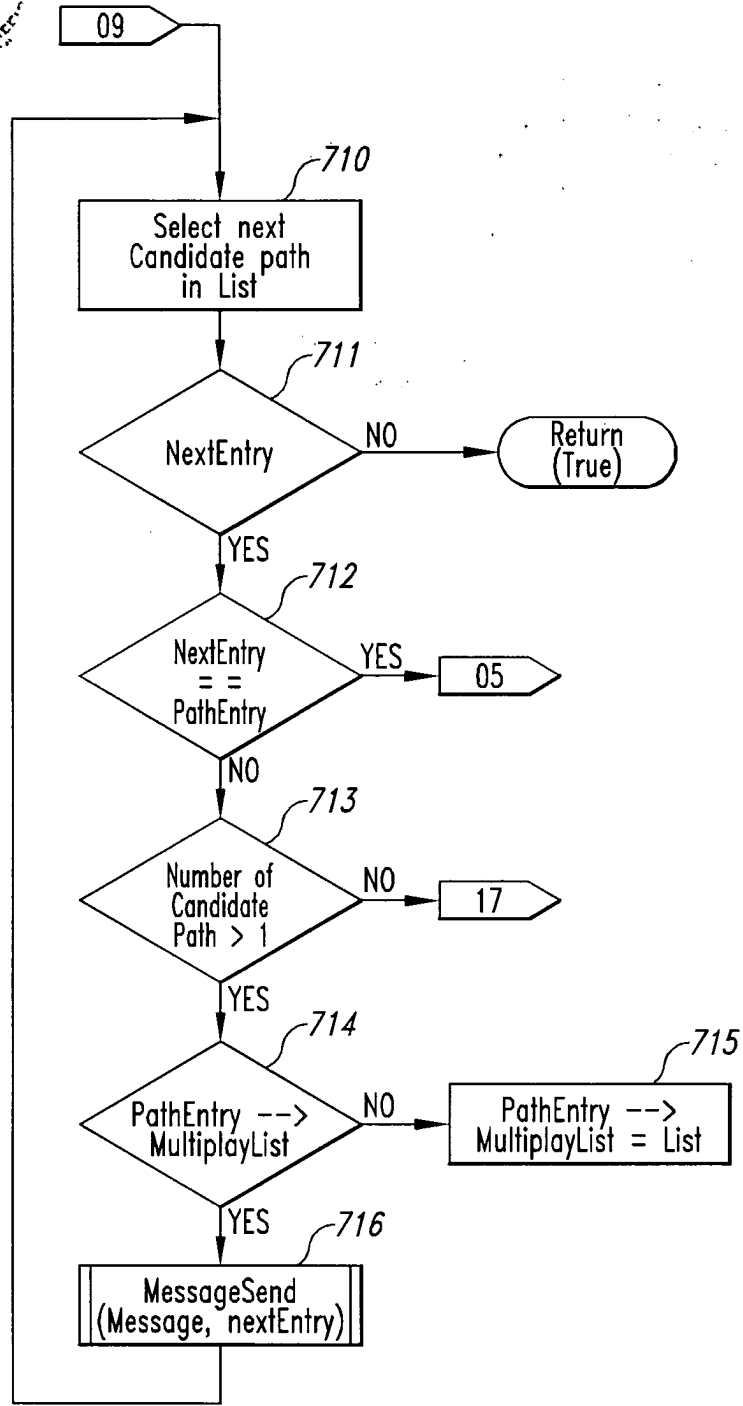 09
710
Select next
Candidate path
in List
711
NextEntry
NO
Return
(True)
YES
712
NextEntry
= =
PathEntry
YES
05
NO
713
Number of
Candidate
Path > 1
NO
17
YES
714
PathEntry -->
MultiplayList
NO
715
PathEntry -->
MultiplayList = List
YES
716
MessageSend
(Message, nextEntry)